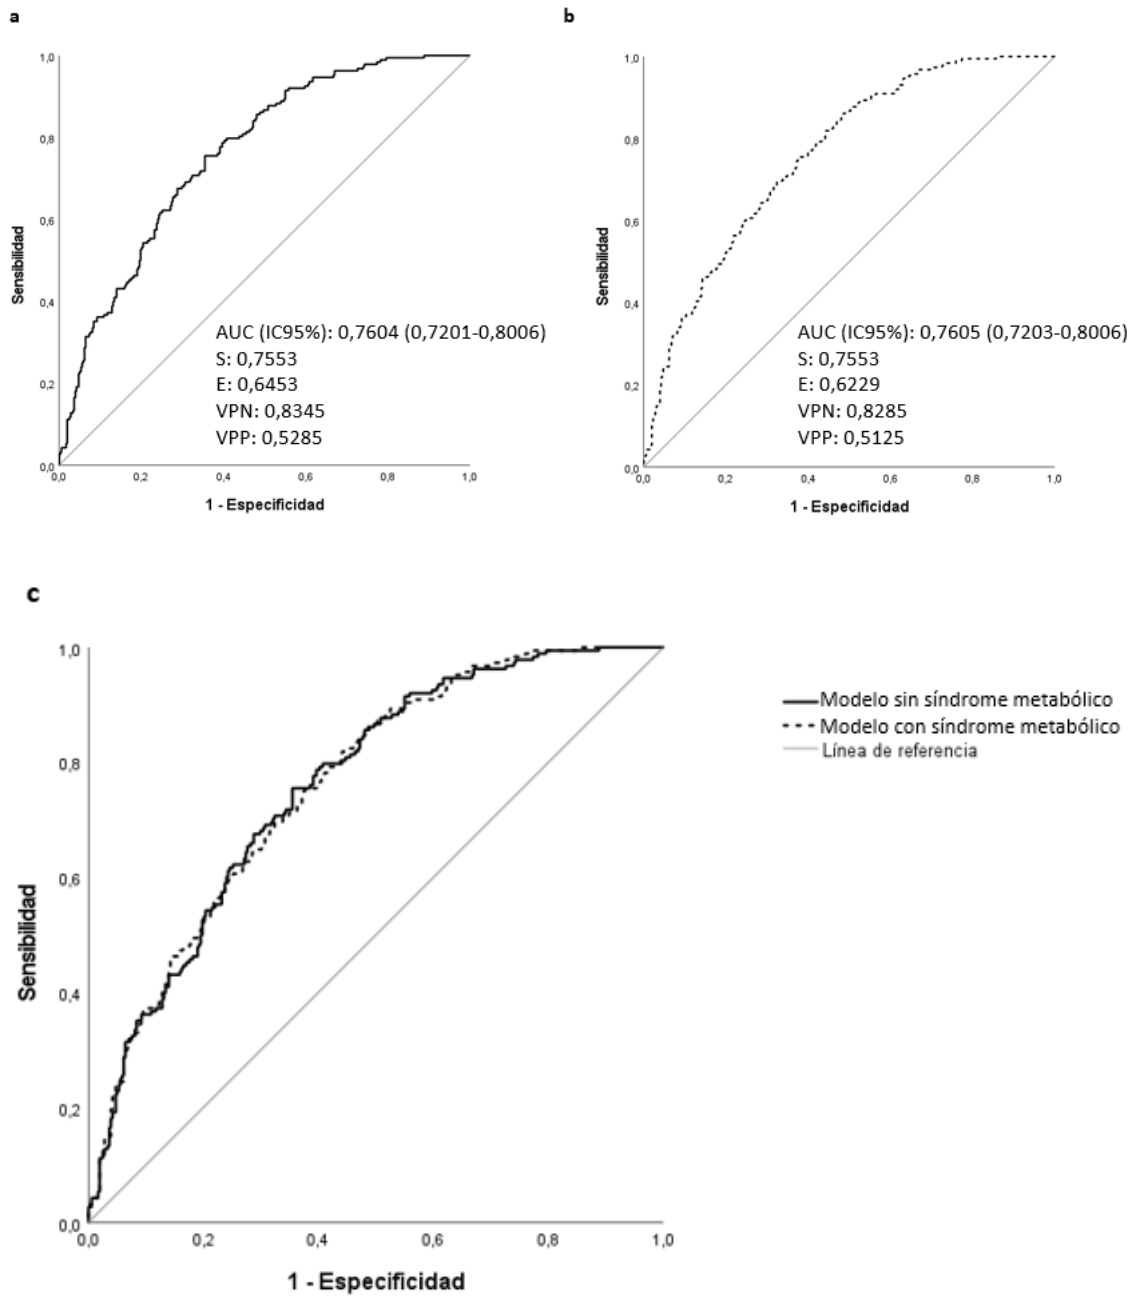 a
1,0
0,8
0,6
0,4
0,2
0,0
Sensibilidad
AUC (IC95%): 0,7604 (0,7201-0,8006)
S: 0,7553
E: 0,6453
VPN: 0,8345
VPP: 0,5285
0,0 0,2 0,4 0,6 0,8 1,0
1 - Especificidad
b
1,0
0,8
0,6
0,4
0,2
0,0
Sensibilidad
AUC (IC95%): 0,7605 (0,7203-0,8006)
S: 0,7553
E: 0,6229
VPN: 0,8285
VPP: 0,5125
0,0 0,2 0,4 0,6 0,8 1,0
1 - Especificidad
c
1,0
0,8
0,6
0,4
0,2
0,0
Sensibilidad
0,0 0,2 0,4 0,6 0,8 1,0
1 - Especificidad
Modelo sin síndrome metabólico
Modelo con síndrome metabólico
Línea de referencia